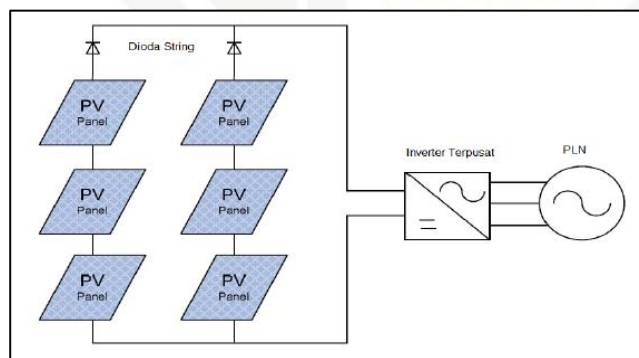 Dioda String
PV
Panel
PV
Panel
PV
Panel
PV
Panel
PV
Panel
PV
Panel
Inverter Terpusat
PLN